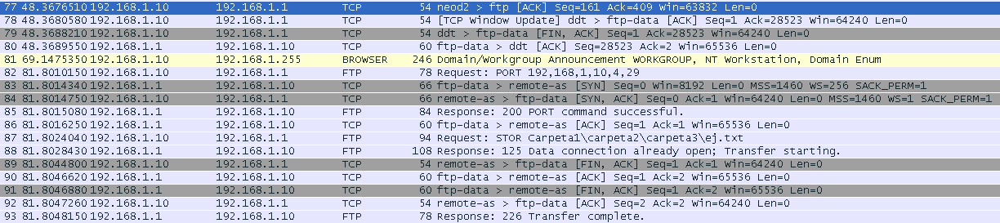 77 48.3676510 192.168.1.10 192.168.1.1 TCP 54 neod2 > ftp [ACK] Seq=161 Ack=409 Win=63832 Len=0
78 48.3680580 192.168.1.10 192.168.1.1 TCP 54 [TCP Window Update] ddt > ftp-data [ACK] Seq=1 Ack=28523 Win=64240 Len=0
79 48.3688210 192.168.1.10 192.168.1.1 TCP 54 ddt > ftp-data [FIN, ACK] Seq=1 Ack=28523 Win=64240 Len=0
80 48.3689550 192.168.1.1 192.168.1.10 TCP 60 ftp-data > ddt [ACK] Seq=28523 Ack=2 Win=65536 Len=0
81 69.1475350 192.168.1.10 192.168.1.255 BROWSER 246 Domain/Workgroup Announcement WORKGROUP, NT Workstation, Domain Enum
82 81.8010150 192.168.1.10 192.168.1.1 FTP 78 Request: PORT 192,168,1,10,4,29
83 81.8014340 192.168.1.1 192.168.1.10 TCP 66 ftp-data > remote-as [SYN] Seq=0 Win=8192 Len=0 MSS=1460 WS=256 SACK_PERM=1
84 81.8014750 192.168.1.10 192.168.1.1 TCP 66 remote-as > ftp-data [SYN, ACK] Seq=0 Ack=1 Win=64240 Len=0 MSS=1460 WS=1 SACK_PERM=1
85 81.8015080 192.168.1.1 192.168.1.10 FTP 84 Response: 200 PORT command successful.
86 81.8016250 192.168.1.1 192.168.1.10 TCP 60 ftp-data > remote-as [ACK] Seq=1 Ack=1 Win=65536 Len=0
87 81.8024040 192.168.1.10 192.168.1.1 FTP 94 Request: STOR Carpeta1\carpeta2\carpeta3\ej.txt
88 81.8028430 192.168.1.1 192.168.1.10 FTP 108 Response: 125 Data connection already open; Transfer starting.
89 81.8044800 192.168.1.10 192.168.1.1 TCP 54 remote-as > ftp-data [FIN, ACK] Seq=1 Ack=1 Win=64240 Len=0
90 81.8046620 192.168.1.1 192.168.1.10 TCP 60 ftp-data > remote-as [ACK] Seq=1 Ack=2 Win=65536 Len=0
91 81.8046880 192.168.1.1 192.168.1.10 TCP 60 ftp-data > remote-as [FIN, ACK] Seq=1 Ack=2 Win=65536 Len=0
92 81.8047260 192.168.1.10 192.168.1.1 TCP 54 remote-as > ftp-data [ACK] Seq=2 Ack=2 Win=64240 Len=0
93 81.8048150 192.168.1.1 192.168.1.10 FTP 78 Response: 226 Transfer complete.